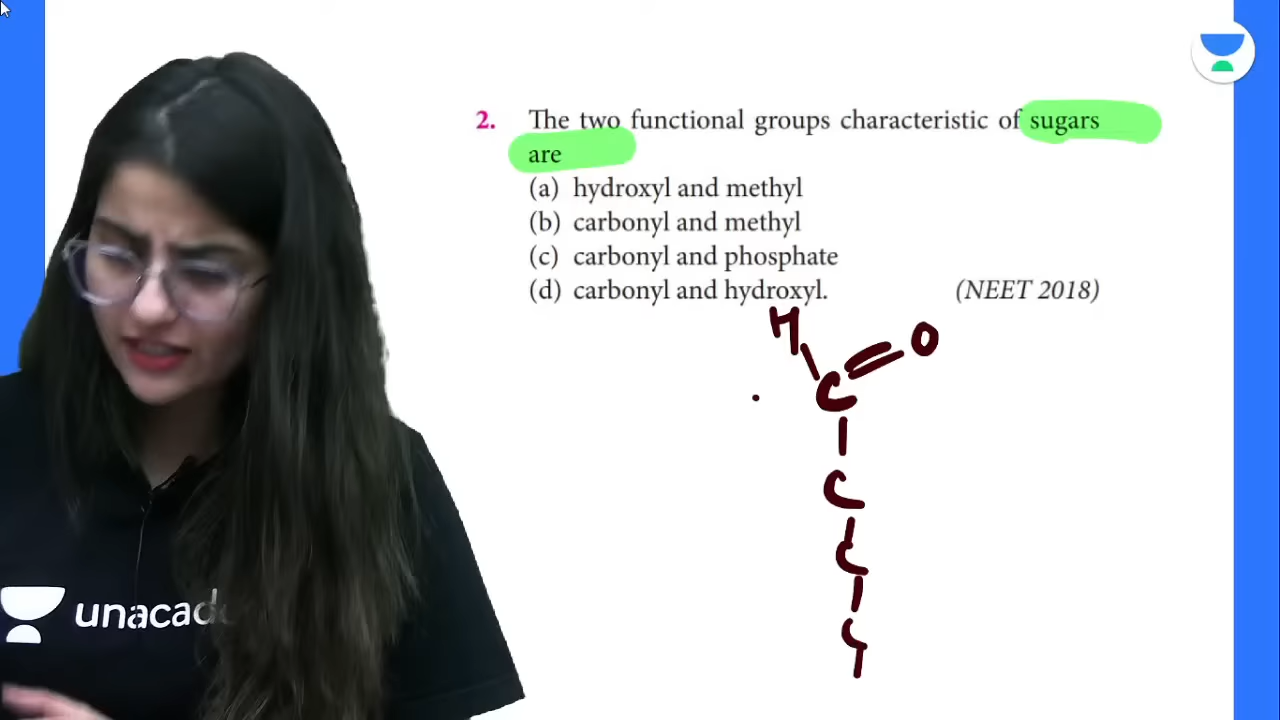 2. The two functional groups characteristic of sugars
are
(a) hydroxyl and methyl
(b) carbonyl and methyl
(c) carbonyl and phosphate
(d) carbonyl and hydroxyl. (NEET 2018)
H O
C
C
C
C
unacad